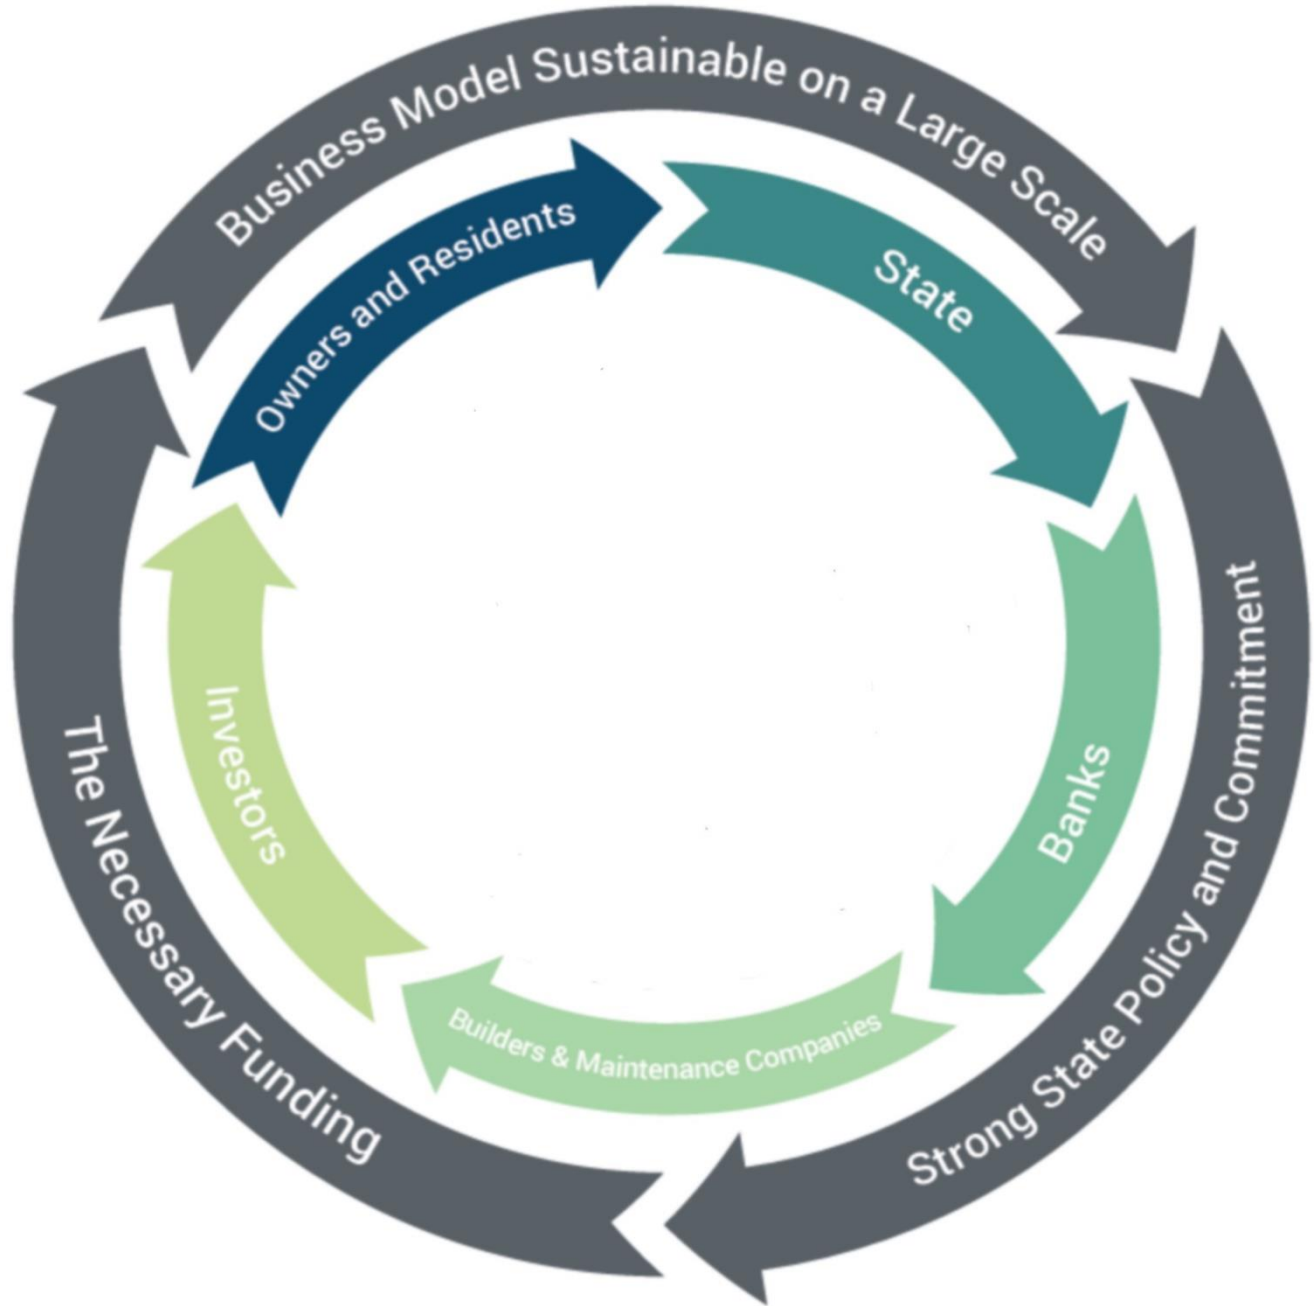 Business Model Sustainable on a Large Scale
Strong State Policy and Commitment
The Necessary Funding
Owners and Residents
State
Banks
Builders & Maintenance Companies
Investors